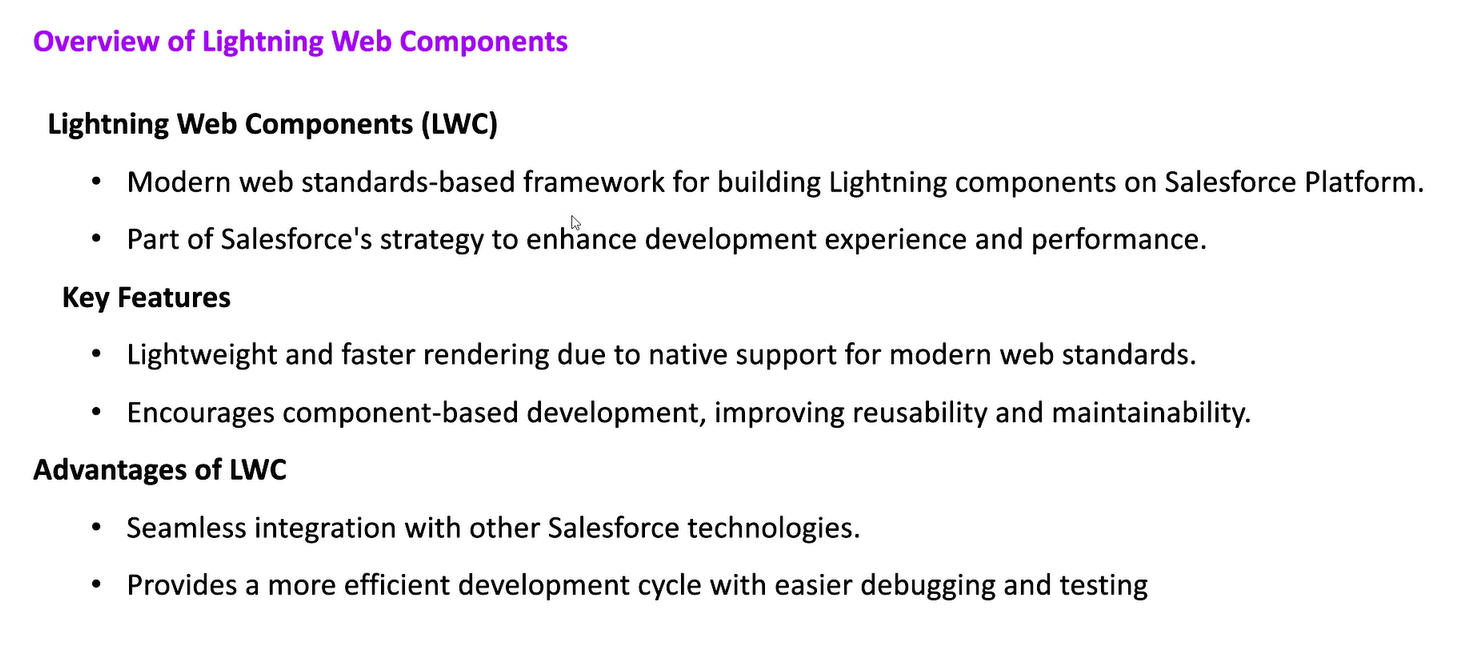 Overview of Lightning Web Components
Lightning Web Components (LWC)
• Modern web standards-based framework for building Lightning components on Salesforce Platform.
• Part of Salesforce's strategy to enhance development experience and performance.
Key Features
• Lightweight and faster rendering due to native support for modern web standards.
• Encourages component-based development, improving reusability and maintainability.
Advantages of LWC
• Seamless integration with other Salesforce technologies.
• Provides a more efficient development cycle with easier debugging and testing